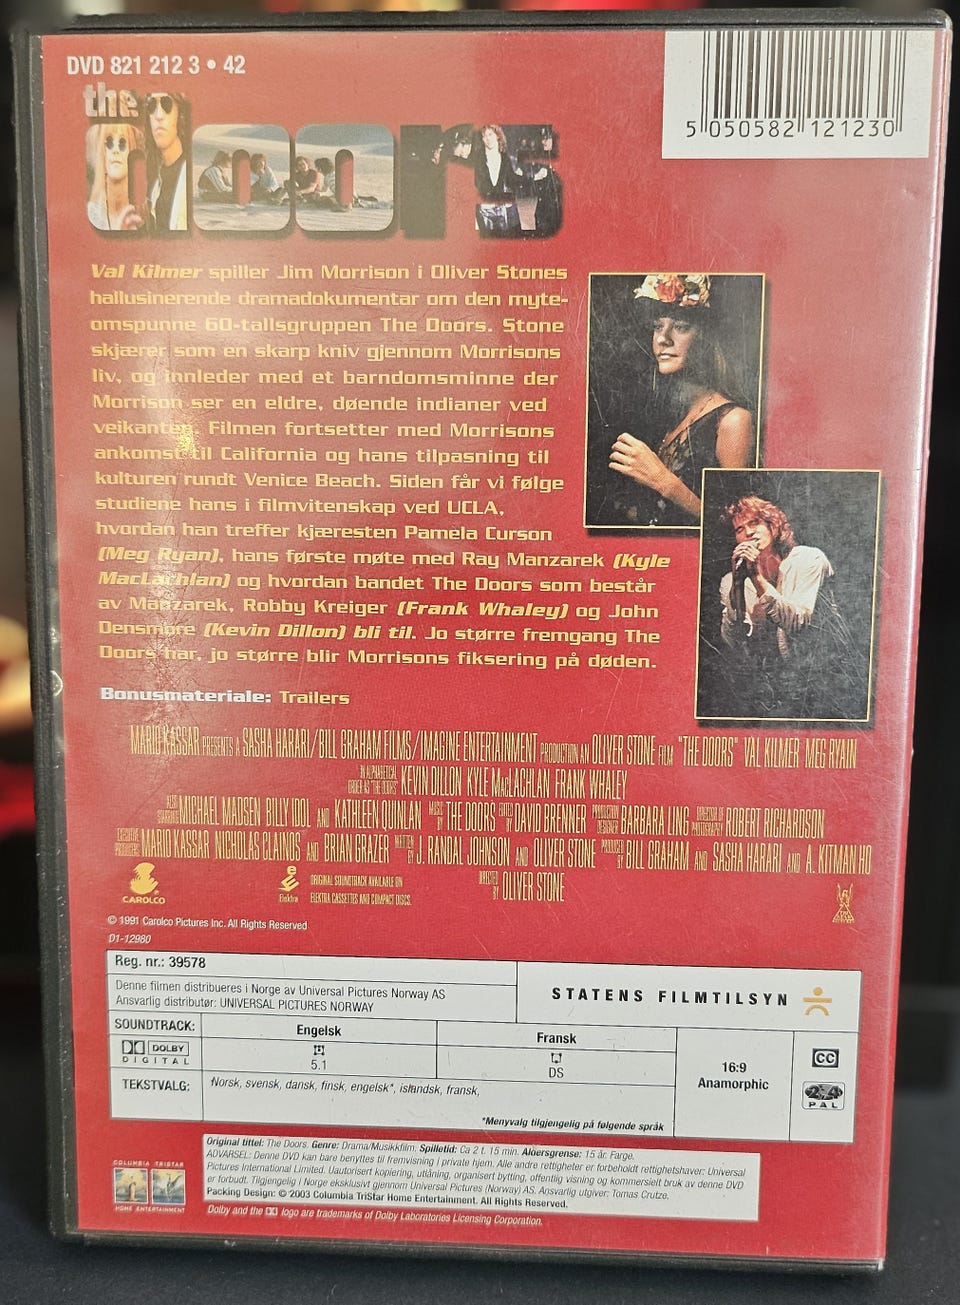 DVD 821 212 3 • 42
the
doors
5 050582 121230
Val Kilmer spiller Jim Morrison i Oliver Stones
hallusinerende dramadokumentar om den myte-
omspunne 60-tallsgruppen The Doors. Stone
skjærer som en skarp kniv gjennom Morrisons
liv, og innleder med et barndomsminne der
Morrison ser en eldre, døende indianer ved
veikanten. Filmen fortsetter med Morrisons
ankomst til California og hans tilpasning til
kulturen rundt Venice Beach. Siden får vi følge
studiene hans i filmvitenskap ved UCLA,
hvordan han treffer kjæresten Pamela Curson
(Meg Ryan), hans første møte med Ray Manzarek (Kyle
MacLachlan) og hvordan bandet The Doors som består
av Manzarek, Robby Kreiger (Frank Whaley) og John
Densmore (Kevin Dillon) bli til. Jo større fremgang The
Doors har, jo større blir Morrisons fiksering på døden.
Bonusmateriale: Trailers
MARIO KASSAR PRESENTS A SASHA HARARI/BILL GRAHAM FILMS/IMAGINE ENTERTAINMENT PRODUCTION AN OLIVER STONE FILM "THE DOORS" VAL KILMER MEG RYAIN
IN ALPHABETICAL ORDER AS "THE DOORS" KEVIN DILLON KYLE MacLACHLAN FRANK WHALEY
ALSO STARRING MICHAEL MADSEN BILLY IDOL AND KATHLEEN QUINLAN MUSIC BY THE DOORS EDITED BY DAVID BRENNER PRODUCTION DESIGNER BARBARA LING DIRECTOR OF PHOTOGRAPHY ROBERT RICHARDSON
EXECUTIVE PRODUCERS MARIO KASSAR NICHOLAS CLAINOS AND BRIAN GRAZER WRITTEN BY J. RANDAL JOHNSON AND OLIVER STONE PRODUCED BY BILL GRAHAM AND SASHA HARARI AND A. KITMAN HO
CAROLCO
Elektra
ORIGINAL SOUNDTRACK AVAILABLE ON
ELEKTRA CASSETTES AND COMPACT DISCS.
DIRECTED BY OLIVER STONE
© 1991 Carolco Pictures Inc. All Rights Reserved
D1-12980
Reg. nr.: 39578
Denne filmen distribueres i Norge av Universal Pictures Norway AS
Ansvarlig distributør: UNIVERSAL PICTURES NORWAY
STATENS FILMTILSYN
SOUNDTRACK:
Engelsk
Fransk
DOLBY
DIGITAL
5.1
DS
16:9
Anamorphic
CC
2 4
PAL
TEKSTVALG:
Norsk, svensk, dansk, finsk, engelsk*, islandsk, fransk,
*Menyvalg tilgjengelig på følgende språk
Original tittel: The Doors. Genre: Drama/Musikkfilm. Spilletid: Ca 2 t. 15 min. Aldersgrense: 15 år. Farge.
ADVARSEL: Denne DVD kan bare benyttes til fremvisning i private hjem. Alle andre rettigheter er forbeholdt rettighetshaver: Universal
Pictures International Limited. Uautorisert kopiering, utlåning, organisert bytting, offentlig visning og kommersielt bruk av denne DVD
er forbudt. Tilgjengelig i Norge eksklusivt gjennom Universal Pictures (Norway) AS. Ansvarlig utgiver: Tomas Crutze.
Packing Design: © 2003 Columbia TriStar Home Entertainment. All Rights Reserved.
Dolby and the DD logo are trademarks of Dolby Laboratories Licensing Corporation.
COLUMBIA TRISTAR
HOME ENTERTAINMENT